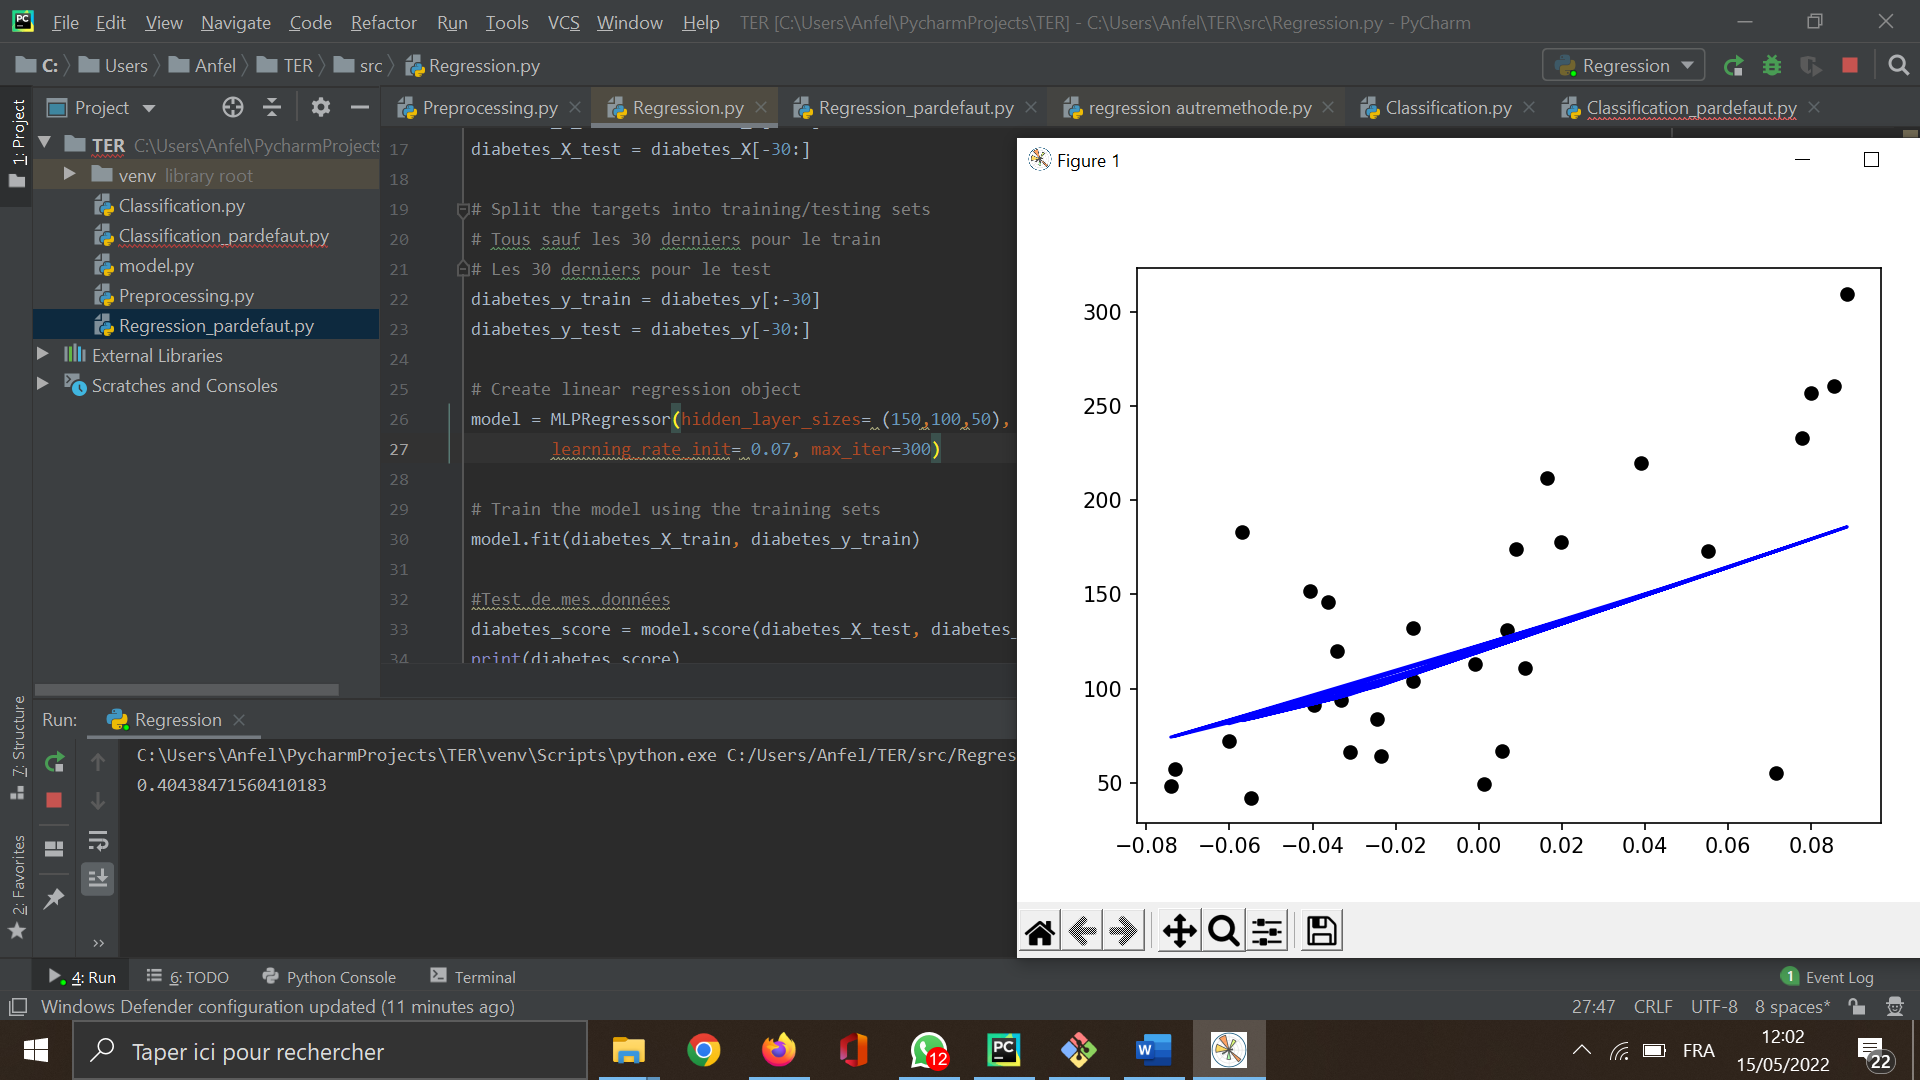 File Edit View Navigate Code Refactor Run Tools VCS Window Help TER [C:\Users\Anfel\PycharmProjects\TER] - C:\Users\Anfel\TER\src\Regression.py - PyCharm
C: Users Anfel TER src Regression.py Regression
1: Project
Project
Preprocessing.py Regression.py Regression_pardefaut.py regression autremethode.py Classification.py Classification_pardefaut.py
TER C:\Users\Anfel\PycharmProjects
venv library root
Classification.py
Classification_pardefaut.py
model.py
Preprocessing.py
Regression_pardefaut.py
External Libraries
Scratches and Consoles
17 diabetes_X_test = diabetes_X[-30:]
18
19 # Split the targets into training/testing sets
20 # Tous sauf les 30 derniers pour le train
21 # Les 30 derniers pour le test
22 diabetes_y_train = diabetes_y[:-30]
23 diabetes_y_test = diabetes_y[-30:]
24
25 # Create linear regression object
26 model = MLPRegressor(hidden_layer_sizes= (150,100,50),
27 learning_rate_init= 0.07, max_iter=300)
28
29 # Train the model using the training sets
30 model.fit(diabetes_X_train, diabetes_y_train)
31
32 #Test de mes données
33 diabetes_score = model.score(diabetes_X_test, diabetes_
34 print(diabetes_score)
Figure 1
300
250
200
150
100
50
−0.08 −0.06 −0.04 −0.02 0.00 0.02 0.04 0.06 0.08
7: Structure
2: Favorites
Run: Regression
C:\Users\Anfel\PycharmProjects\TER\venv\Scripts\python.exe C:/Users/Anfel/TER/src/Regres
0.40438471560410183
4: Run 6: TODO Python Console Terminal 1 Event Log
Windows Defender configuration updated (11 minutes ago) 27:47 CRLF UTF-8 8 spaces*
Taper ici pour rechercher 12 PC W FRA 12:02
15/05/2022 22